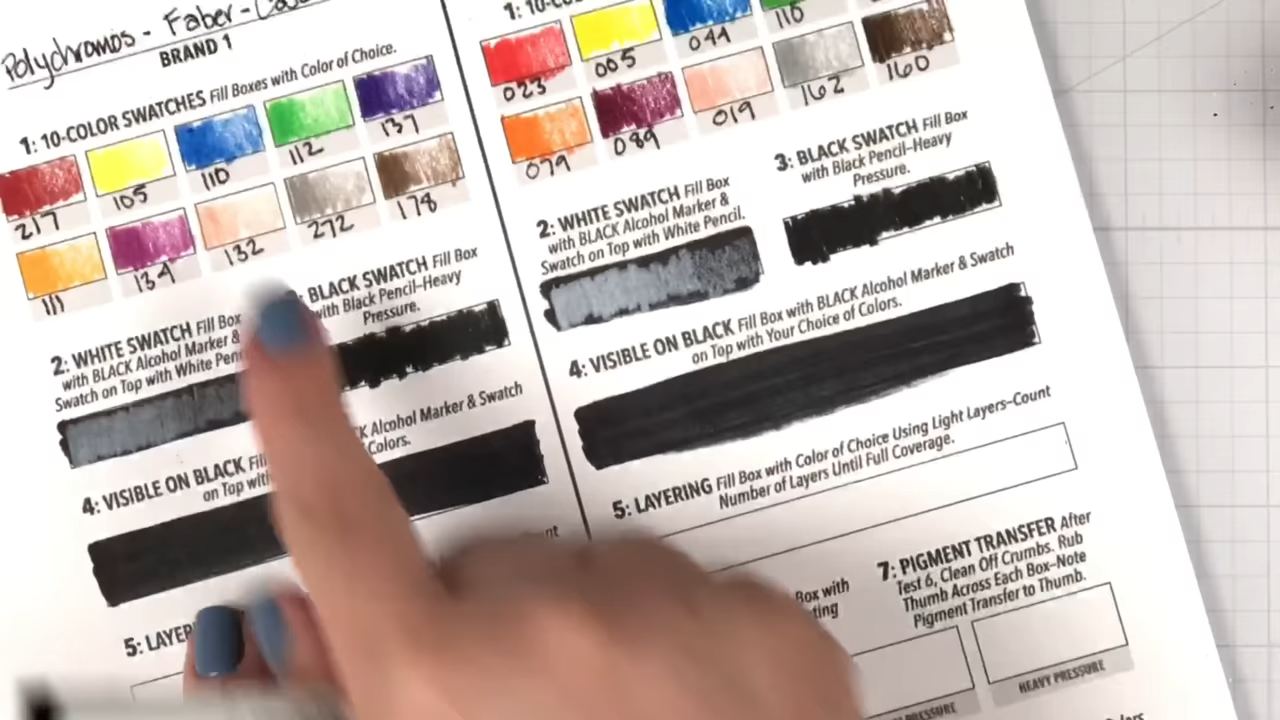 Polychromos - Faber-
BRAND 1
1: 10-COLOR SWATCHES Fill Boxes with Color of Choice.
217 105 110 112 137
111 134 132 272 178
2: WHITE SWATCH Fill Box
with BLACK Alcohol Marker &
Swatch on Top with White
BLACK SWATCH Fill Box
with Black Pencil–Heavy
Pressure.
4: VISIBLE ON BLACK
Alcohol Marker & Swatch
on Top with
Colors.
5:
1:
023 005 044 110
079 089 019 162 160
2: WHITE SWATCH Fill Box
with BLACK Alcohol Marker &
Swatch on Top with White Pencil.
3: BLACK SWATCH Fill Box
with Black Pencil–Heavy
Pressure.
4: VISIBLE ON BLACK Fill Box with BLACK Alcohol Marker & Swatch
on Top with Your Choice of Colors.
5: LAYERING Fill Box with Color of Choice Using Light Layers–Count
Number of Layers Until Full Coverage.
Box with
7: PIGMENT TRANSFER After
Test 6, Clean Off Crumbs. Rub
Thumb Across Each Box–Note
Pigment Transfer to Thumb.
PRESSURE
HEAVY PRESSURE